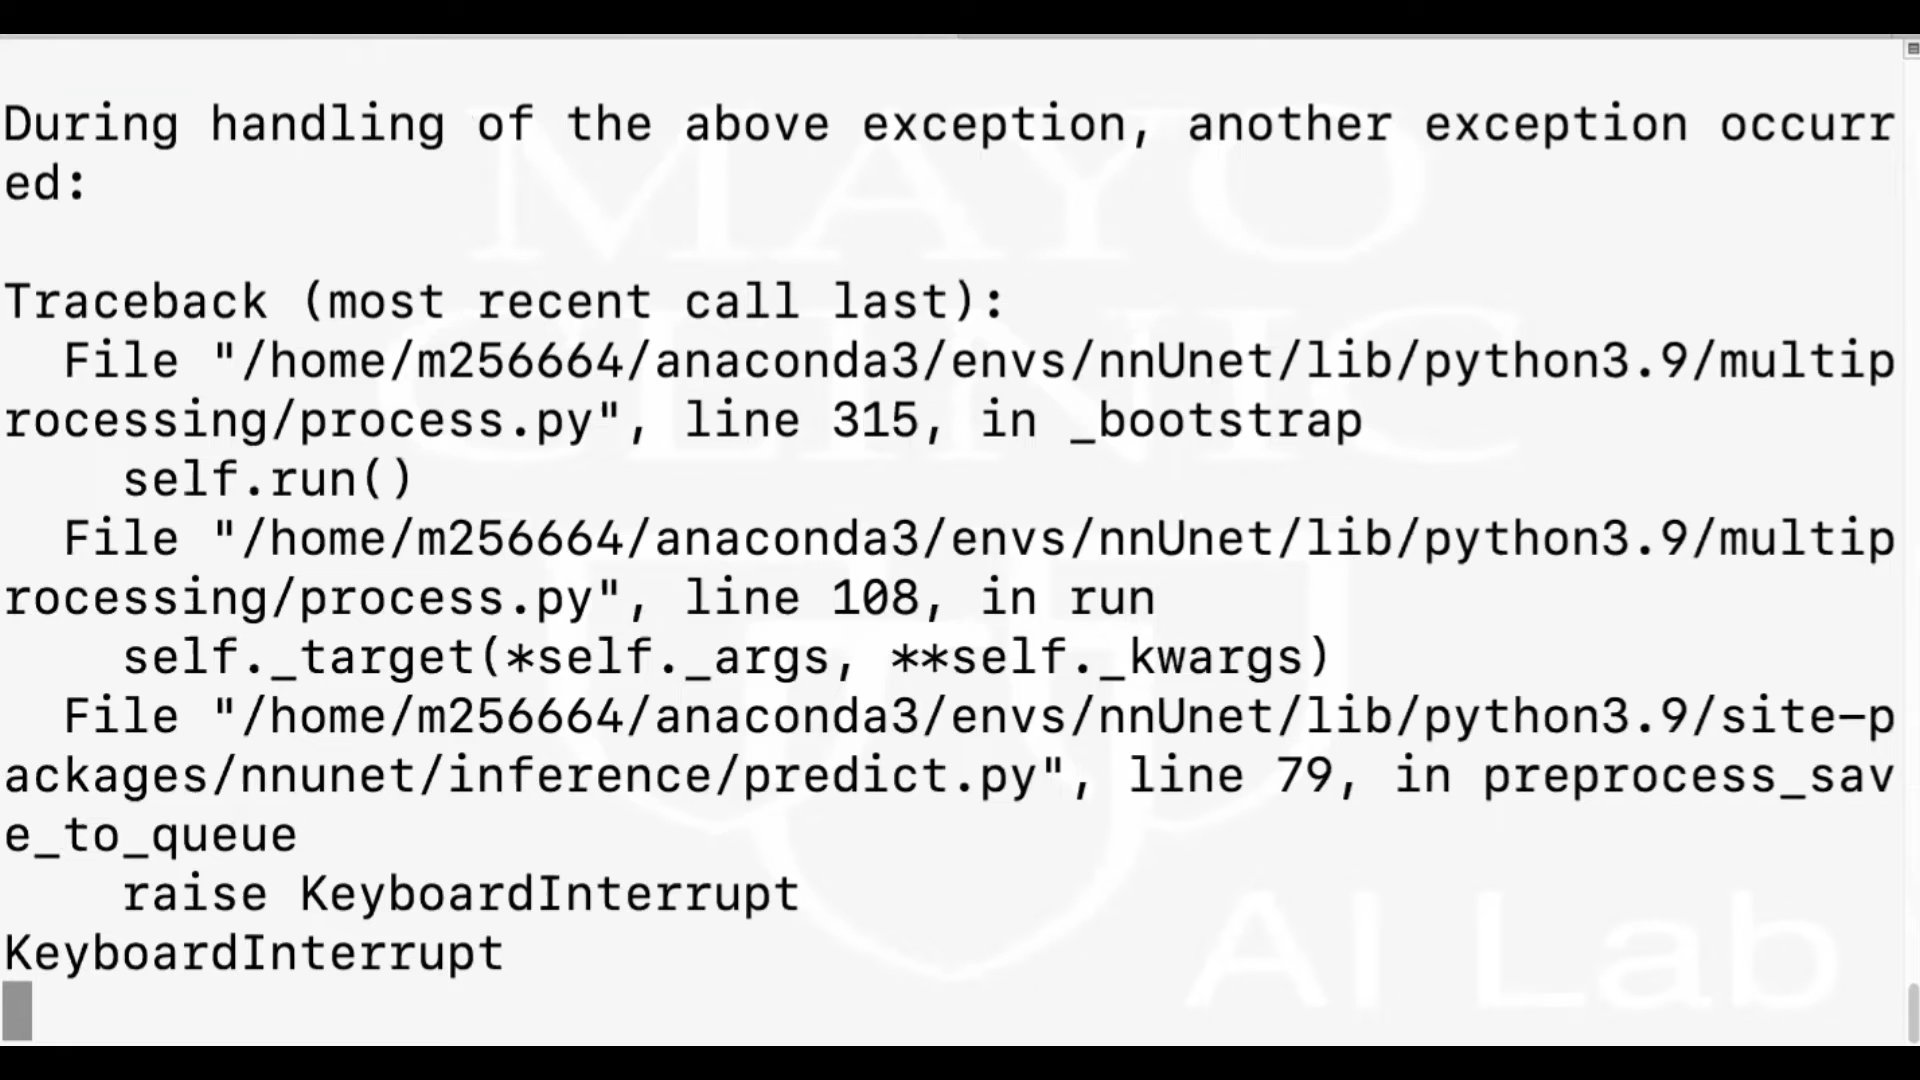 During handling of the above exception, another exception occurr
ed:
Traceback (most recent call last):
  File "/home/m256664/anaconda3/envs/nnUnet/lib/python3.9/multip
rocessing/process.py", line 315, in _bootstrap
    self.run()
  File "/home/m256664/anaconda3/envs/nnUnet/lib/python3.9/multip
rocessing/process.py", line 108, in run
    self._target(*self._args, **self._kwargs)
  File "/home/m256664/anaconda3/envs/nnUnet/lib/python3.9/site-p
ackages/nnunet/inference/predict.py", line 79, in preprocess_sav
e_to_queue
    raise KeyboardInterrupt
KeyboardInterrupt
MAYO
CLINIC
AI Lab